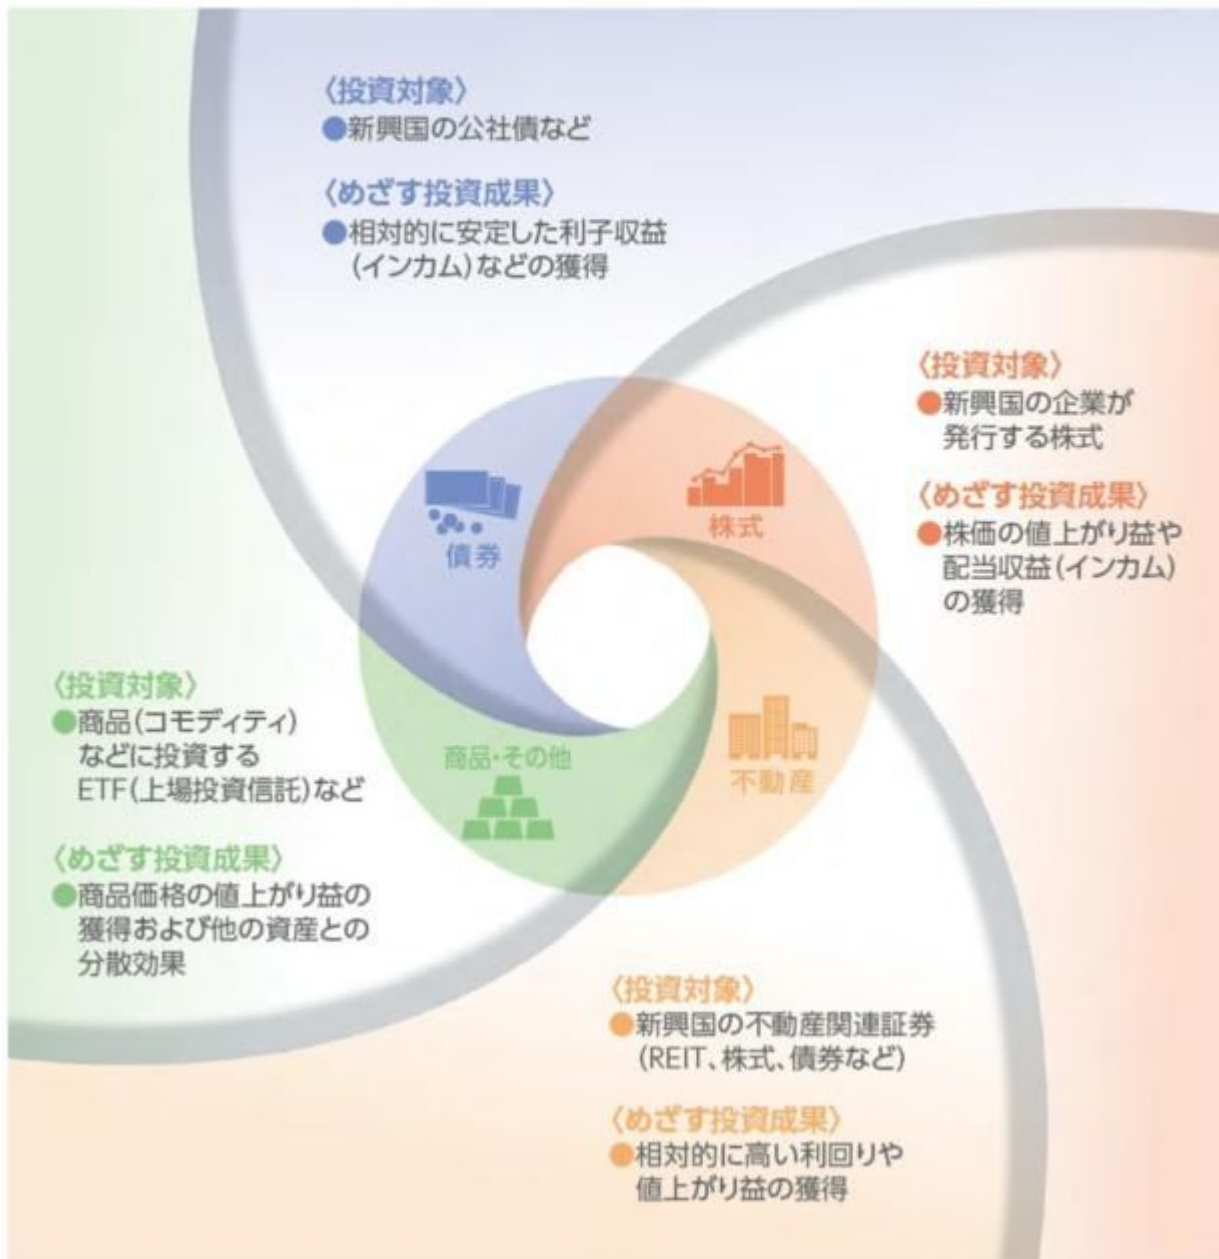 〈投資対象〉
●新興国の公社債など
〈めざす投資成果〉
●相対的に安定した利子収益
(インカム)などの獲得
〈投資対象〉
●新興国の企業が
発行する株式
〈めざす投資成果〉
●株価の値上がり益や
配当収益(インカム)
の獲得
債券
株式
商品・その他
不動産
〈投資対象〉
●商品(コモディティ)
などに投資する
ETF(上場投資信託)など
〈めざす投資成果〉
●商品価格の値上がり益の
獲得および他の資産との
分散効果
〈投資対象〉
●新興国の不動産関連証券
(REIT、株式、債券など)
〈めざす投資成果〉
●相対的に高い利回りや
値上がり益の獲得